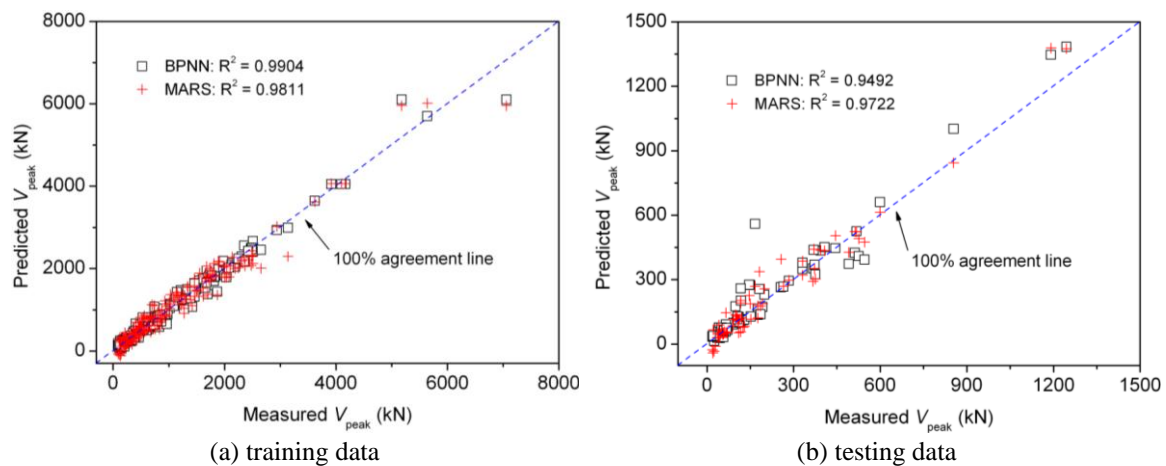 8000
6000
4000
2000
0
Predicted V_peak (kN)
BPNN: R² = 0.9904
MARS: R² = 0.9811
100% agreement line
0 2000 4000 6000 8000
Measured V_peak (kN)
(a) training data
1500
1200
900
600
300
0
Predicted V_peak (kN)
BPNN: R² = 0.9492
MARS: R² = 0.9722
100% agreement line
0 300 600 900 1200 1500
Measured V_peak (kN)
(b) testing data